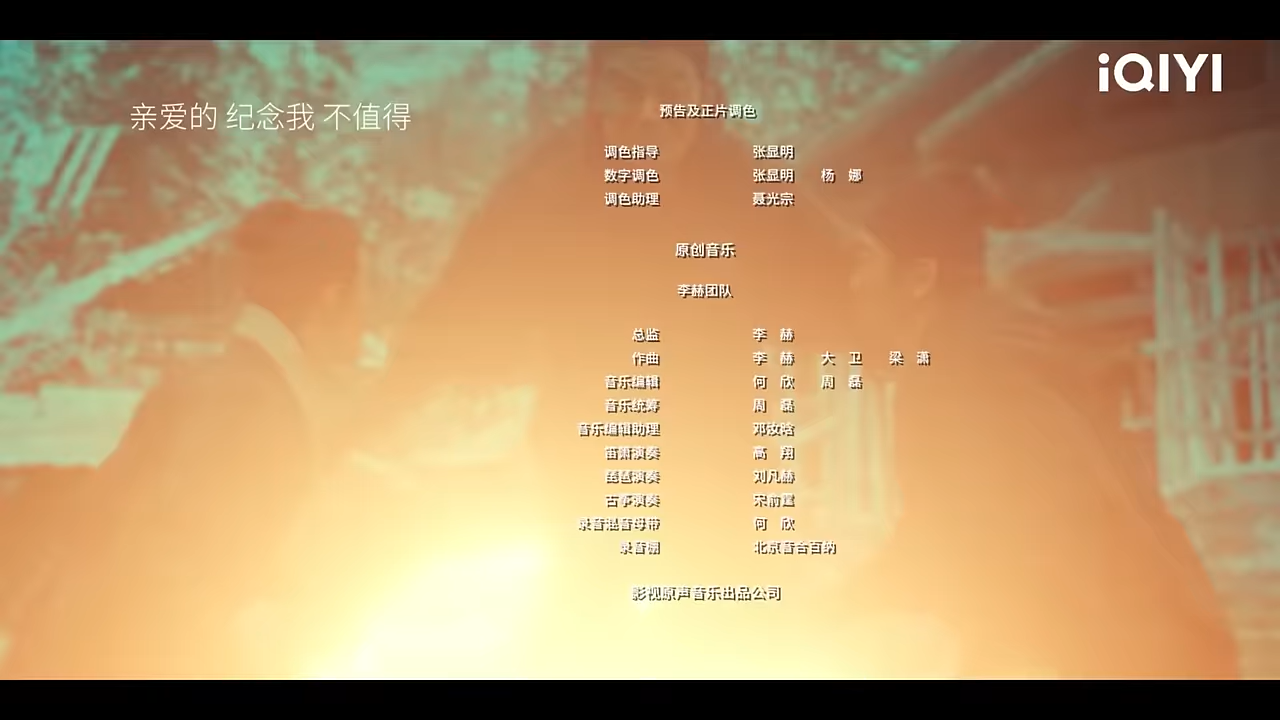 iQIYI
亲爱的 纪念我 不值得
预告及正片调色
调色指导 张显明
数字调色 张显明 杨 娜
调色助理 聂光宗
原创音乐
李赫团队
总监 李 赫
作曲 李 赫 大 卫 梁 潇
音乐编辑 何 欣 周 磊
音乐统筹 周 磊
音乐编辑助理
笛箫演奏 高 翔
琵琶演奏 刘凡赫
古筝演奏 宋俞霆
录音混音母带 何 欣
录音棚 北京音合百纳
影视原声音乐出品公司